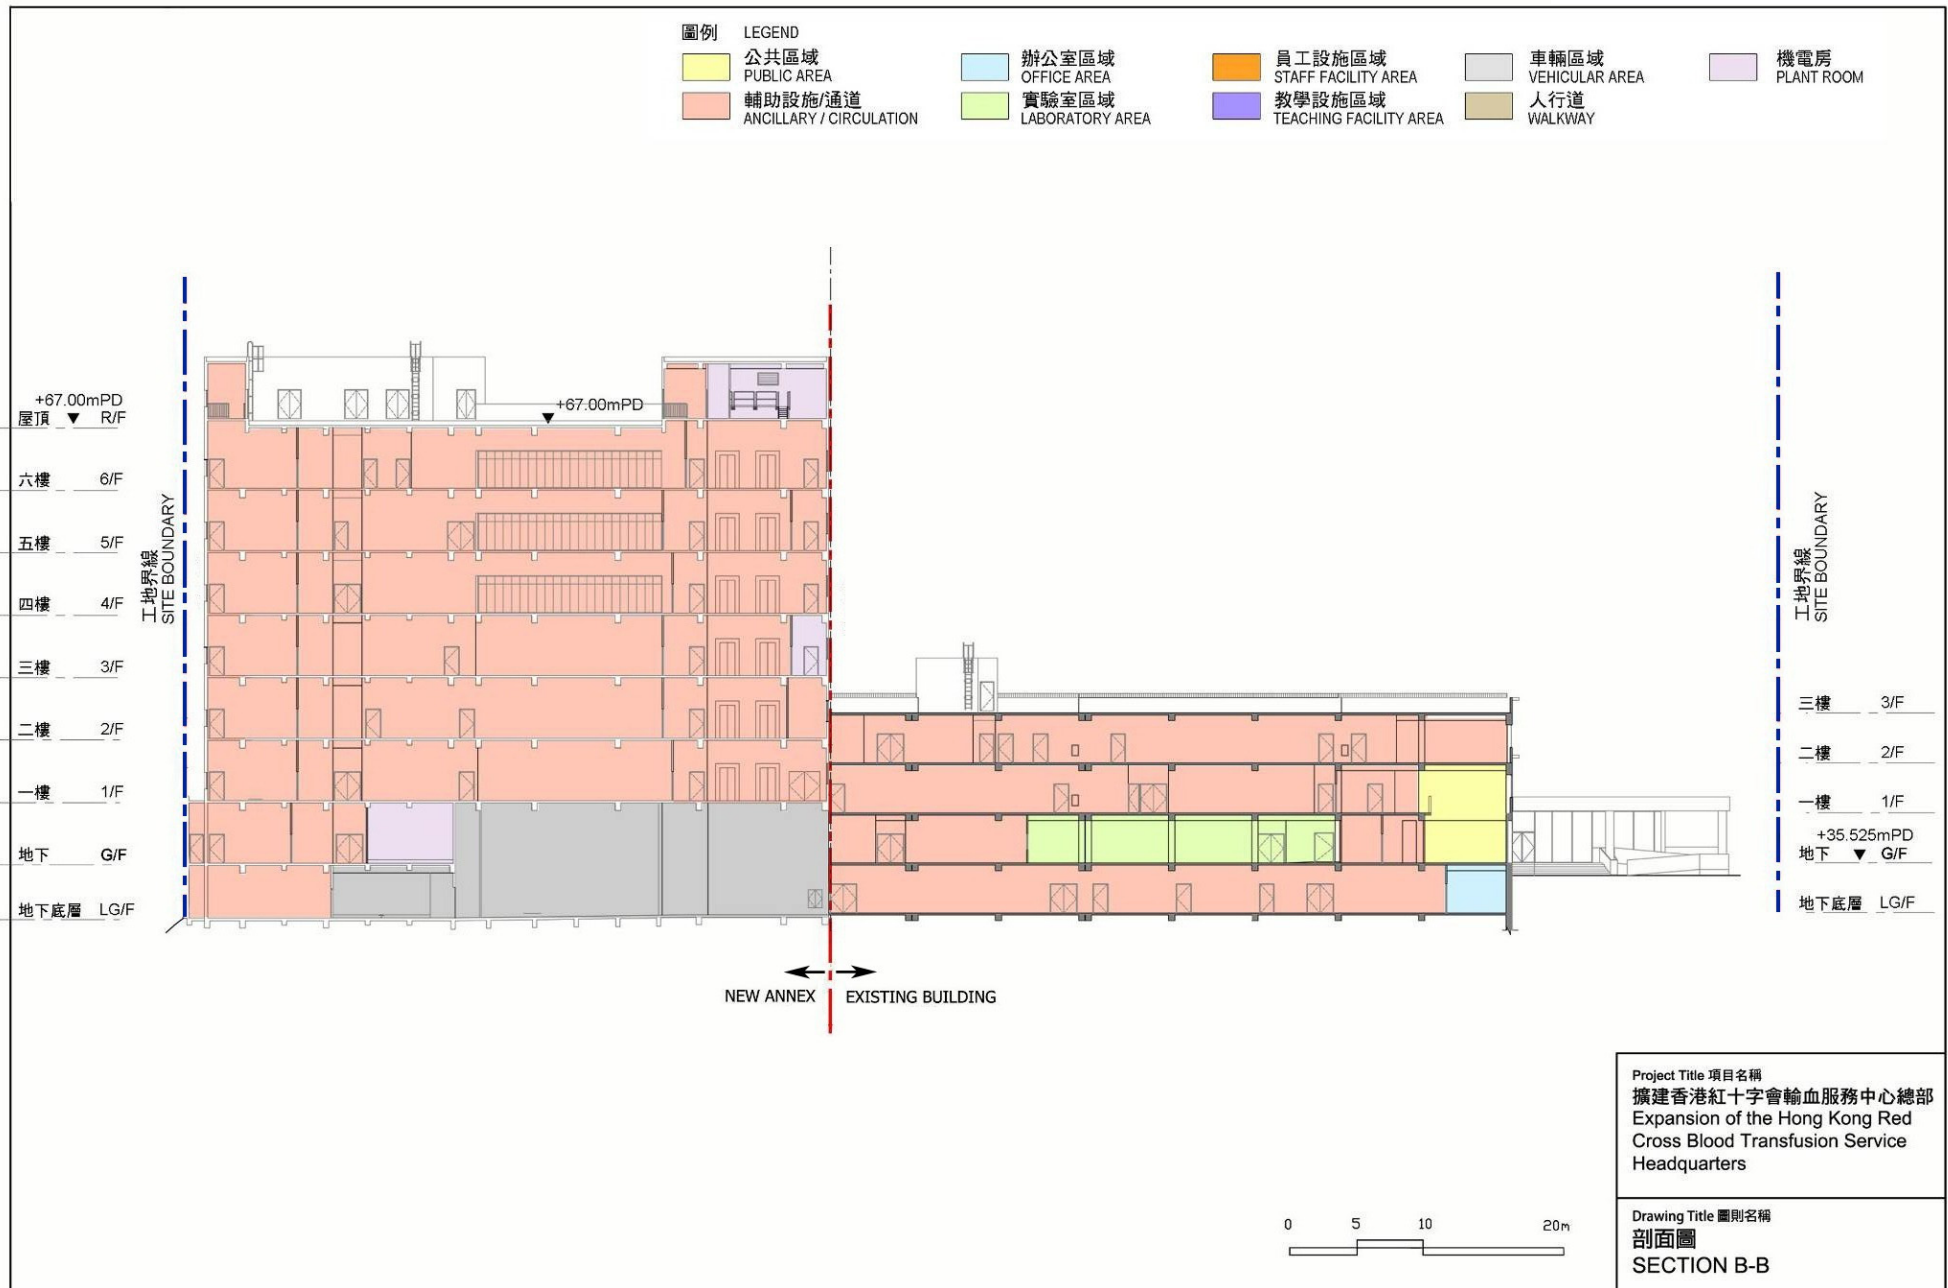 圖例 LEGEND
公共區域
PUBLIC AREA
輔助設施/通道
ANCILLARY / CIRCULATION
辦公室區域
OFFICE AREA
實驗室區域
LABORATORY AREA
員工設施區域
STAFF FACILITY AREA
教學設施區域
TEACHING FACILITY AREA
車輛區域
VEHICULAR AREA
人行道
WALKWAY
機電房
PLANT ROOM
+67.00mPD
屋頂 R/F
六樓 6/F
五樓 5/F
四樓 4/F
三樓 3/F
二樓 2/F
一樓 1/F
地下 G/F
地下底層 LG/F
工地界線
SITE BOUNDARY
+67.00mPD
工地界線
SITE BOUNDARY
三樓 3/F
二樓 2/F
一樓 1/F
+35.525mPD
地下 G/F
地下底層 LG/F
NEW ANNEX EXISTING BUILDING
0 5 10 20m
Project Title 項目名稱
擴建香港紅十字會輸血服務中心總部
Expansion of the Hong Kong Red
Cross Blood Transfusion Service
Headquarters
Drawing Title 圖則名稱
剖面圖
SECTION B-B